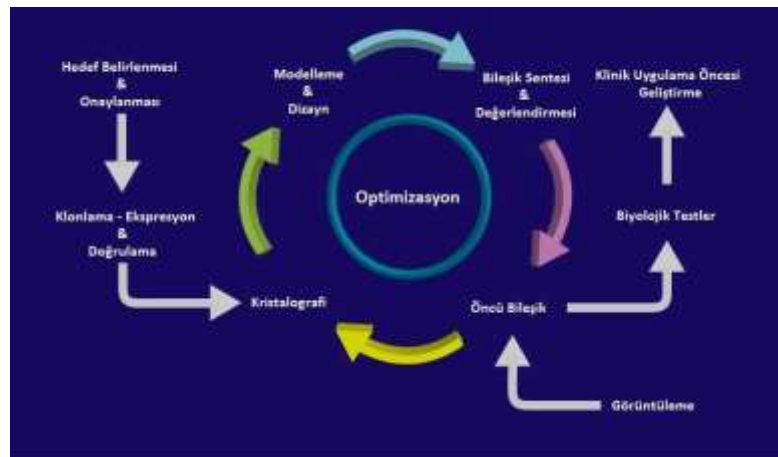 Hedef Belirlenmesi
&
Onaylanması
Modelleme
&
Dizayn
Bileşik Sentezi
&
Değerlendirmesi
Klinik Uygulama Öncesi
Geliştirme
Optimizasyon
Klonlama - Ekspresyon
&
Doğrulama
Biyolojik Testler
Kristalografi
Öncü Bileşik
Görüntüleme